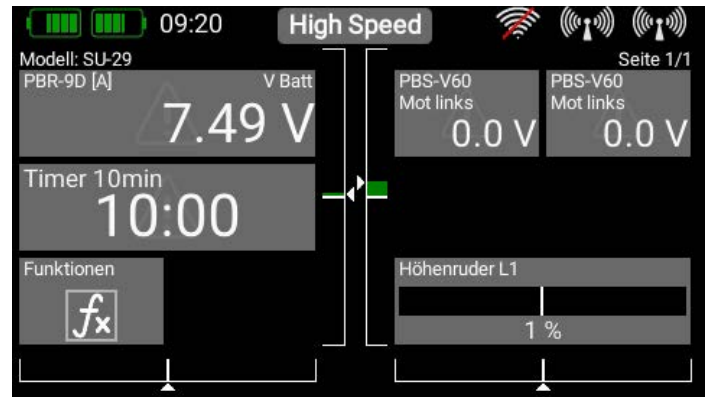 09:20
High Speed
Modell: SU-29
Seite 1/1
PBR-9D [A]
V Batt
7.49 V
PBS-V60
Mot links
0.0 V
PBS-V60
Mot links
0.0 V
Timer 10min
10:00
Funktionen
fx
Höhenruder L1
1 %